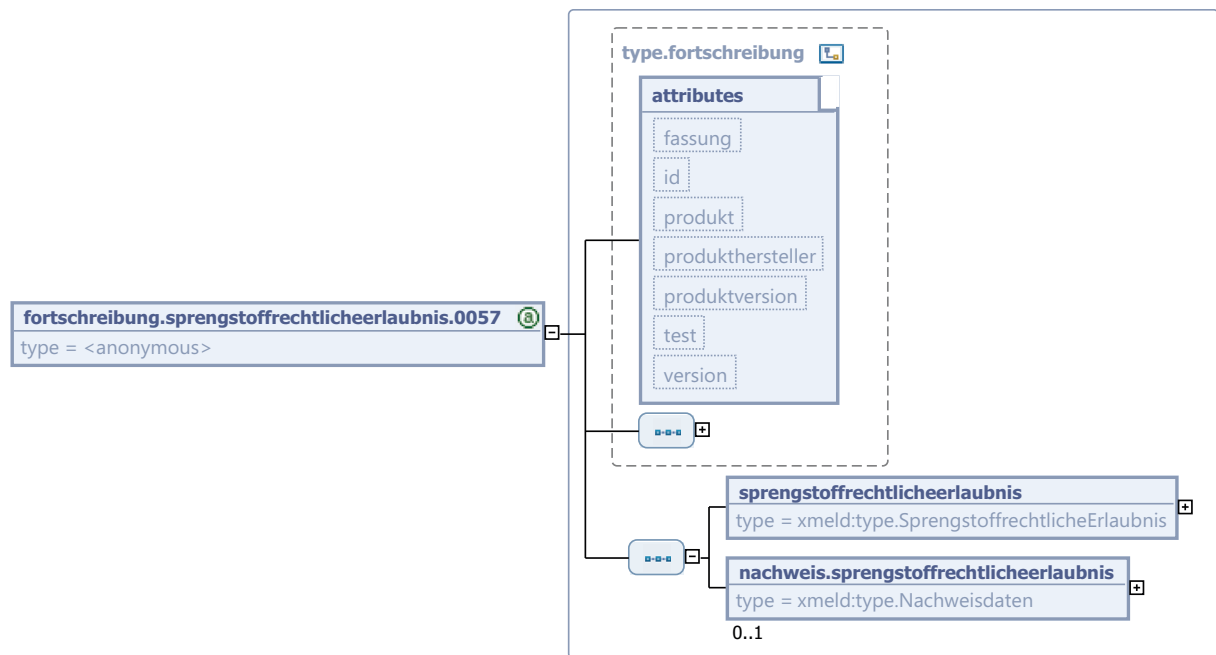 type.fortschreibung
attributes
fassung
id
produkt
produkthersteller
produktversion
test
version
fortschreibung.sprengstoffrechtlicheerlaubnis.0057
type = <anonymous>
sprengstoffrechtlicheerlaubnis
type = xmeld:type.SprengstoffrechtlicheErlaubnis
nachweis.sprengstoffrechtlicheerlaubnis
type = xmeld:type.Nachweisdaten
0..1